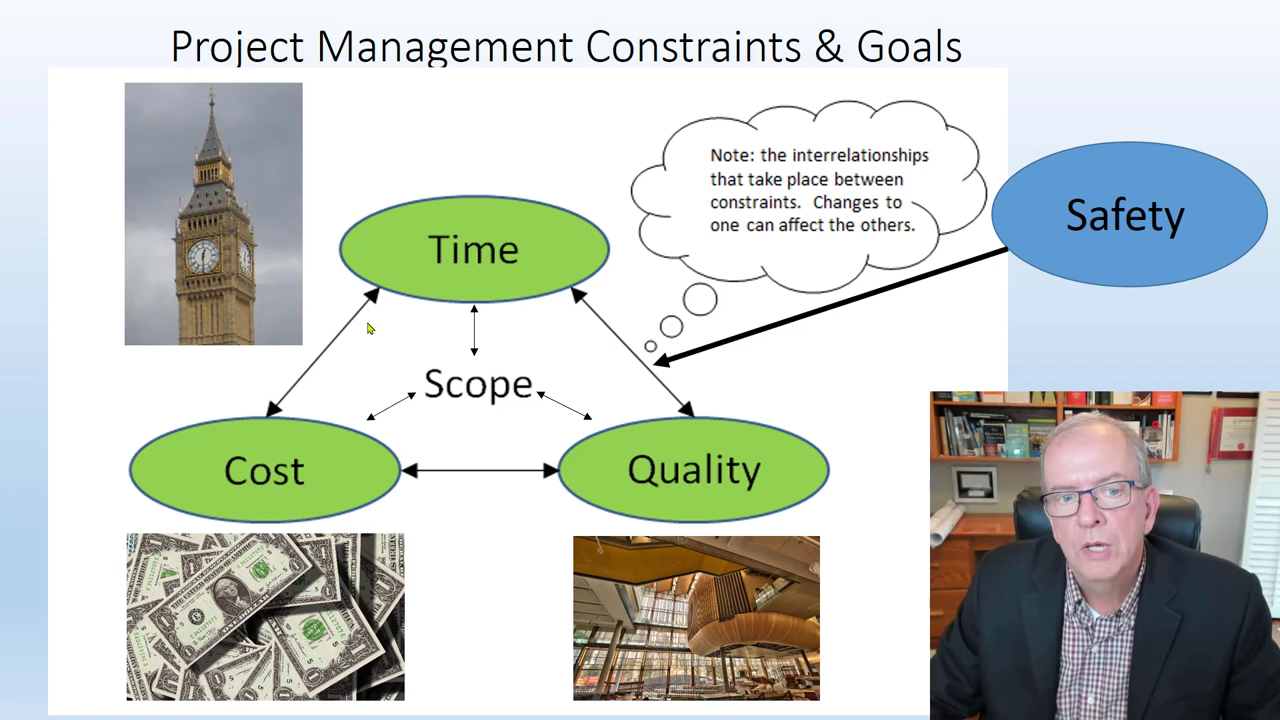 Project Management Constraints & Goals
Note: the interrelationships
that take place between
constraints. Changes to
one can affect the others.
Safety
Time
Scope
Cost
Quality